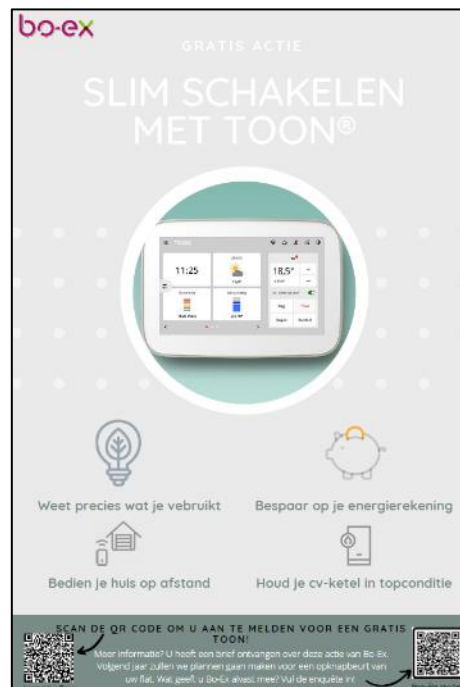 bo-ex
GRATIS ACTIE
SLIM SCHAKELEN
MET TOON®
11:25
18,5°
Weet precies wat je vebruikt
Bespaar op je energierekening
Bedien je huis op afstand
Houd je cv-ketel in topconditie
SCAN DE QR CODE OM U AAN TE MELDEN VOOR EEN GRATIS
TOON!
Meer informatie? U heeft een brief ontvangen over deze actie van Bo-Ex.
Volgend jaar zullen we plannen gaan maken voor een opknapbeurt van
uw flat. Wat geeft u Bo-Ex alvast mee? Vul de enquête in!